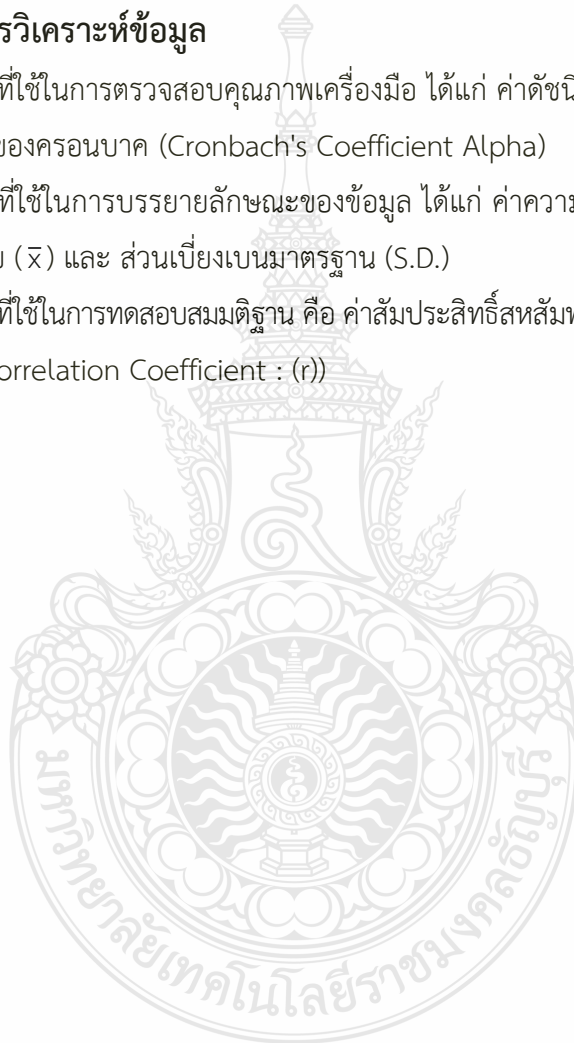 รวิเคราะห์ข้อมูล
ที่ใช้ในการตรวจสอบคุณภาพเครื่องมือ ได้แก่ ค่าดัชนี
ของครอนบาค (Cronbach's Coefficient Alpha)
ที่ใช้ในการบรรยายลักษณะของข้อมูล ได้แก่ ค่าความ
(x̄) และ ส่วนเบี่ยงเบนมาตรฐาน (S.D.)
ที่ใช้ในการทดสอบสมมติฐาน คือ ค่าสัมประสิทธิ์สหสัมพ
orrelation Coefficient : (r))
มหาวิทยาลัยเทคโนโลยีราชมงคลธัญบุรี